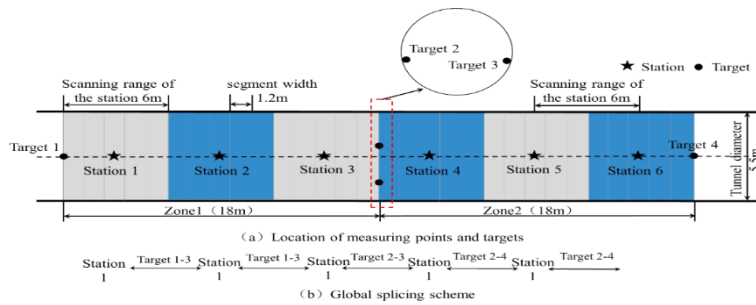 Target 2
Target 3
Station
Target
Scanning range of
the station 6m
segment width
1.2m
Scanning range of
the station 6m
Target 1
Target 4
Station 1
Station 2
Station 3
Station 4
Station 5
Station 6
Tunnel diameter
5.5m
Zone1 (18m)
Zone2 (18m)
(a) Location of measuring points and targets
Station
1
Target 1-3
Station
1
Target 1-3
Station
1
Target 2-3
Station
1
Target 2-4
Station
1
Target 2-4
(b) Global splicing scheme